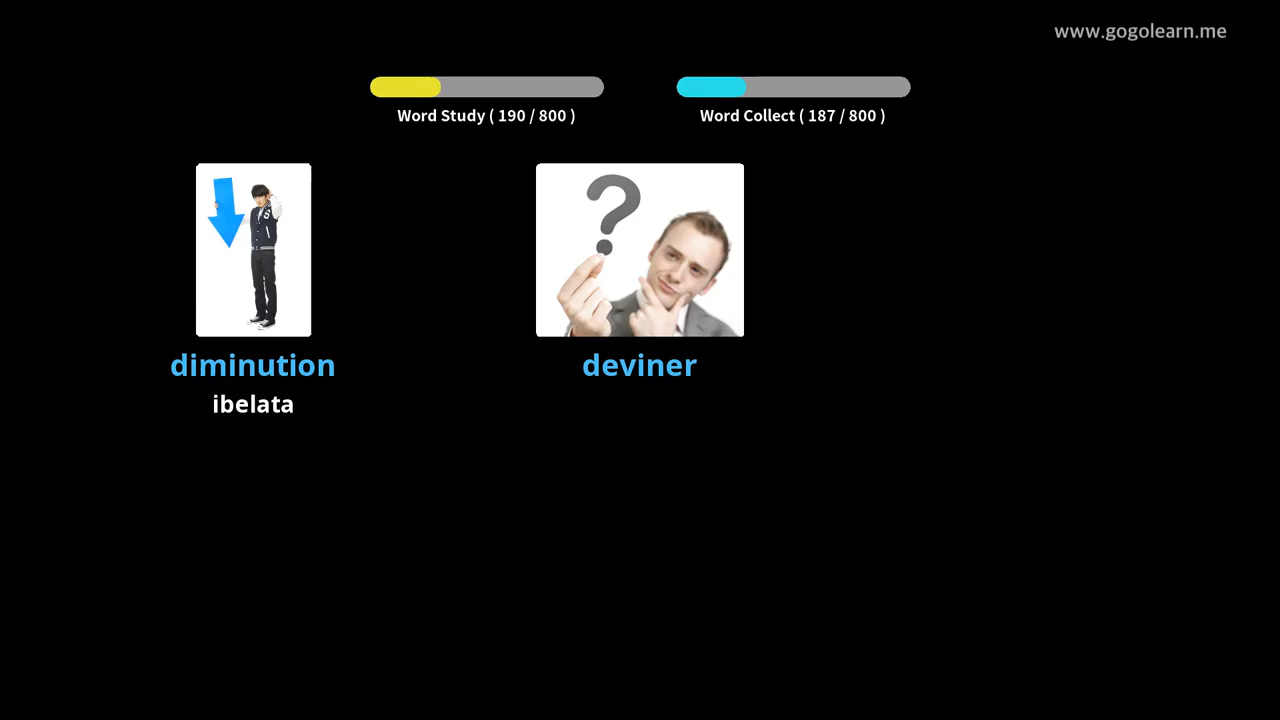 www.gogolearn.me
Word Study ( 190 / 800 )
Word Collect ( 187 / 800 )
S
?
diminution
deviner
ibelata